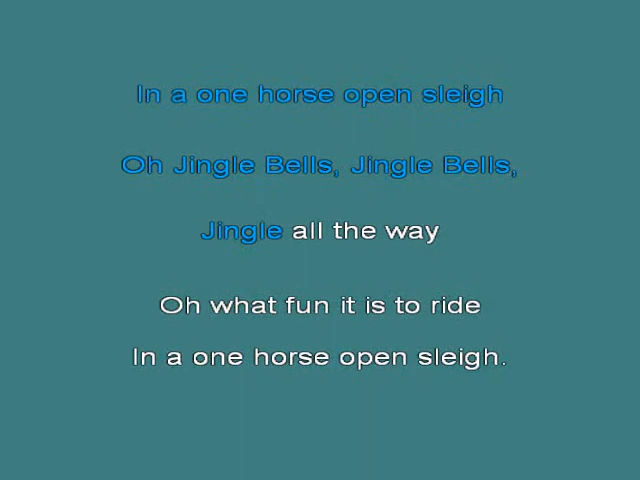 In a one horse open sleigh
Oh Jingle Bells, Jingle Bells,
Jingle all the way
Oh what fun it is to ride
In a one horse open sleigh.